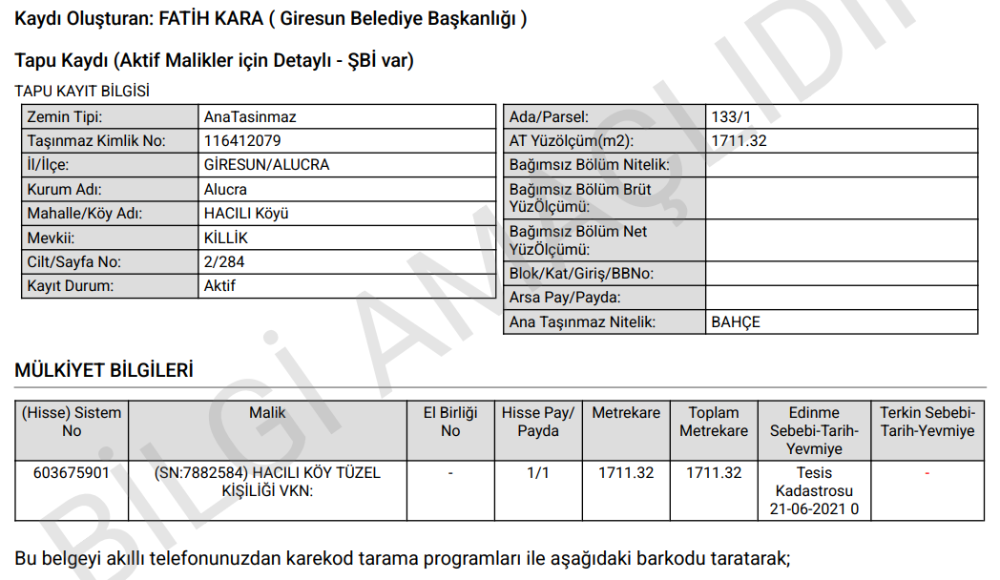 Kaydı Oluşturan: FATİH KARA ( Giresun Belediye Başkanlığı )
Tapu Kaydı (Aktif Malikler için Detaylı - ŞBİ var)
TAPU KAYIT BİLGİSİ
Zemin Tipi: AnaTasinmaz
Taşınmaz Kimlik No: 116412079
İl/İlçe: GİRESUN/ALUCRA
Kurum Adı: Alucra
Mahalle/Köy Adı: HACILI Köyü
Mevkii: KİLLİK
Cilt/Sayfa No: 2/284
Kayıt Durum: Aktif
Ada/Parsel: 133/1
AT Yüzölçüm(m2): 1711.32
Bağımsız Bölüm Nitelik:
Bağımsız Bölüm Brüt
YüzÖlçümü:
Bağımsız Bölüm Net
YüzÖlçümü:
Blok/Kat/Giriş/BBNo:
Arsa Pay/Payda:
Ana Taşınmaz Nitelik: BAHÇE
MÜLKİYET BİLGİLERİ
(Hisse) Sistem Malik El Birliği Hisse Pay/ Metrekare Toplam Edinme Terkin Sebebi-
No No Payda Metrekare Sebebi-Tarih- Tarih-Yevmiye
Yevmiye
603675901 (SN:7882584) HACILI KÖY TÜZEL - 1/1 1711.32 1711.32 Tesis -
KİŞİLİĞİ VKN: Kadastrosu
21-06-2021 0
Bu belgeyi akıllı telefonunuzdan karekod tarama programları ile aşağıdaki barkodu taratarak;
BİLGİ AMAÇLIDIR